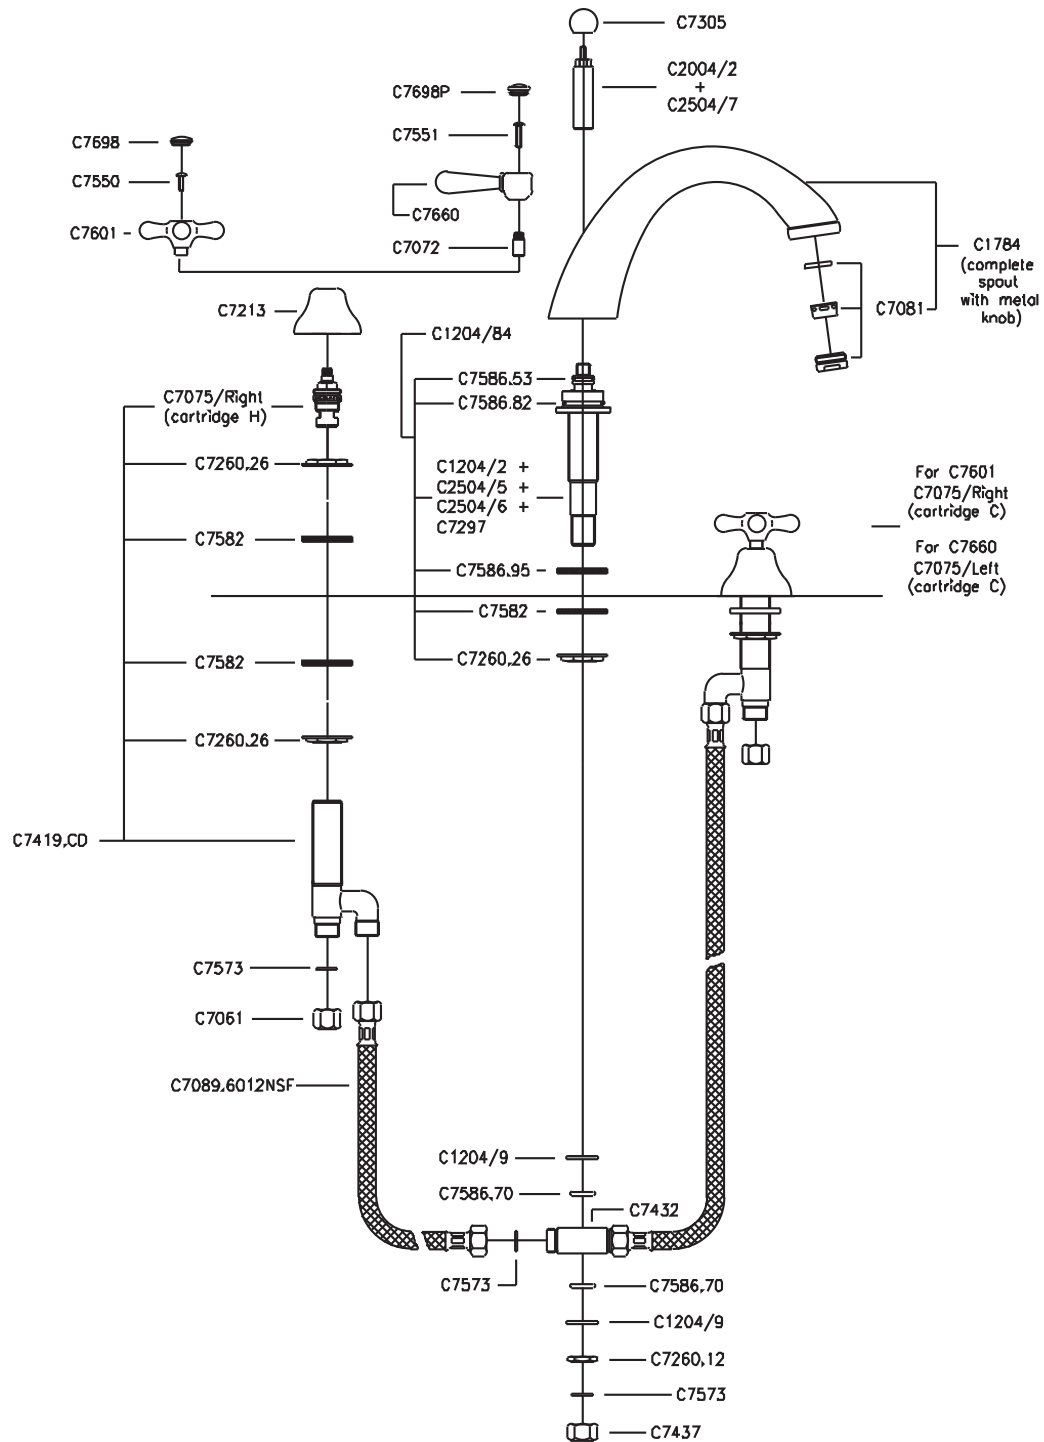 C7305
C2004/2
+
C2504/7
C7698P
C7551
C7698
C7550
C7660
C7601
C7072
C1784
(complete
spout
with metal
knob)
C7081
C7213
C1204/84
C7586.53
C7586.82
C7075/Right
(cartridge H)
C7260.26
C1204/2 +
C2504/5 +
C2504/6 +
C7297
For C7601
C7075/Right
(cartridge C)
For C7660
C7075/Left
(cartridge C)
C7582
C7586.95
C7582
C7582
C7260.26
C7260.26
C7419.CD
C7573
C7061
C7089.6012NSF
C1204/9
C7586.70
C7432
C7573
C7586.70
C1204/9
C7260.12
C7573
C7437